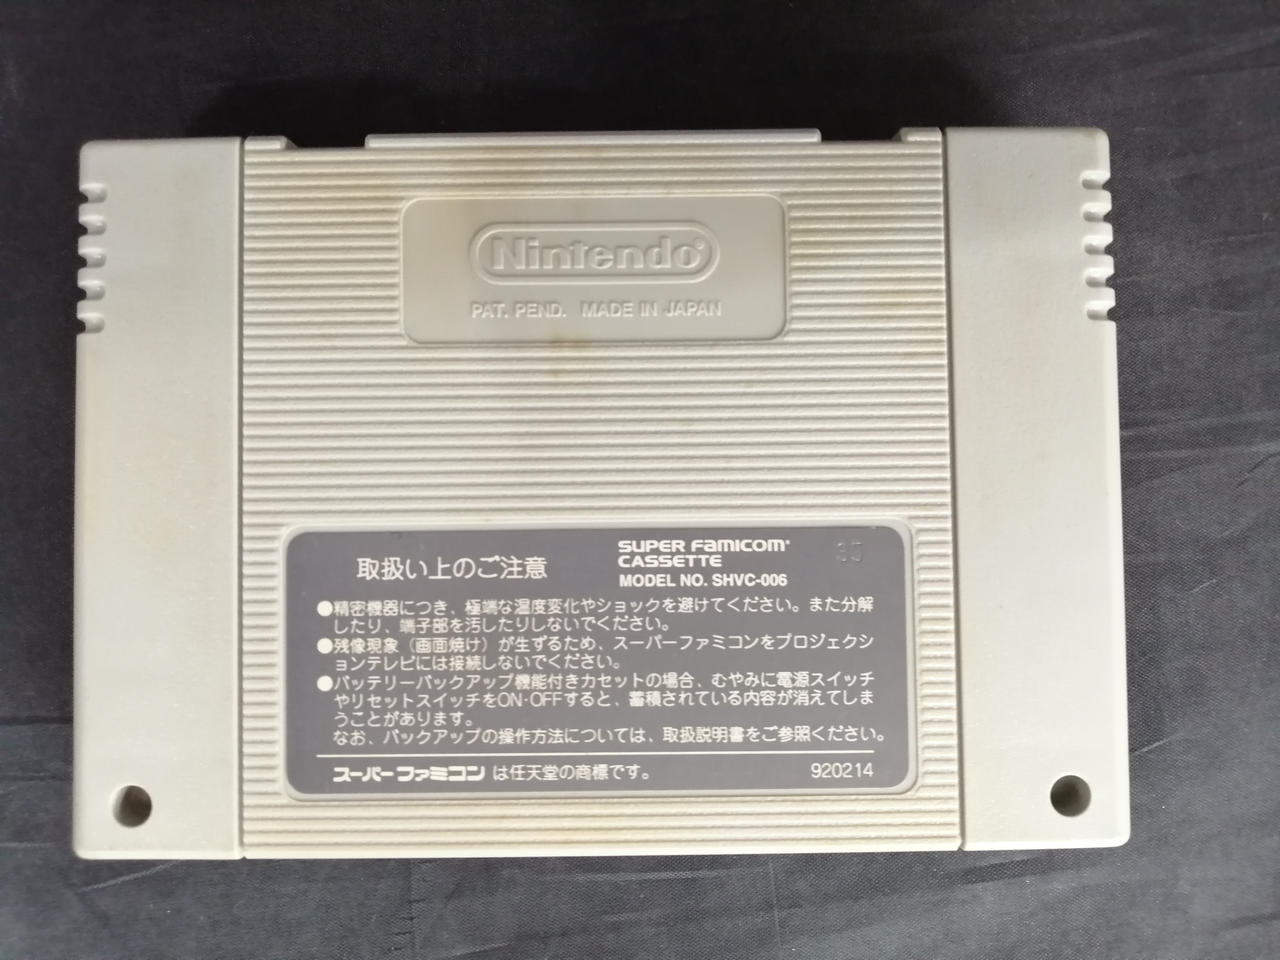 Nintendo®
PAT. PEND. MADE IN JAPAN
取扱い上のご注意
SUPER FAMICOM®
CASSETTE
MODEL NO. SHVC-006
35
●精密機器につき、極端な温度変化やショックを避けてください。また分解
したり、端子部を汚したりしないでください。
●残像現象（画面焼け）が生ずるため、スーパーファミコンをプロジェクシ
ョンテレビには接続しないでください。
●バッテリーバックアップ機能付きカセットの場合、むやみに電源スイッチ
やリセットスイッチをON·OFFすると、蓄積されている内容が消えてしま
うことがあります。
なお、バックアップの操作方法については、取扱説明書をご参照ください。
スーパーファミコン は任天堂の商標です。
920214